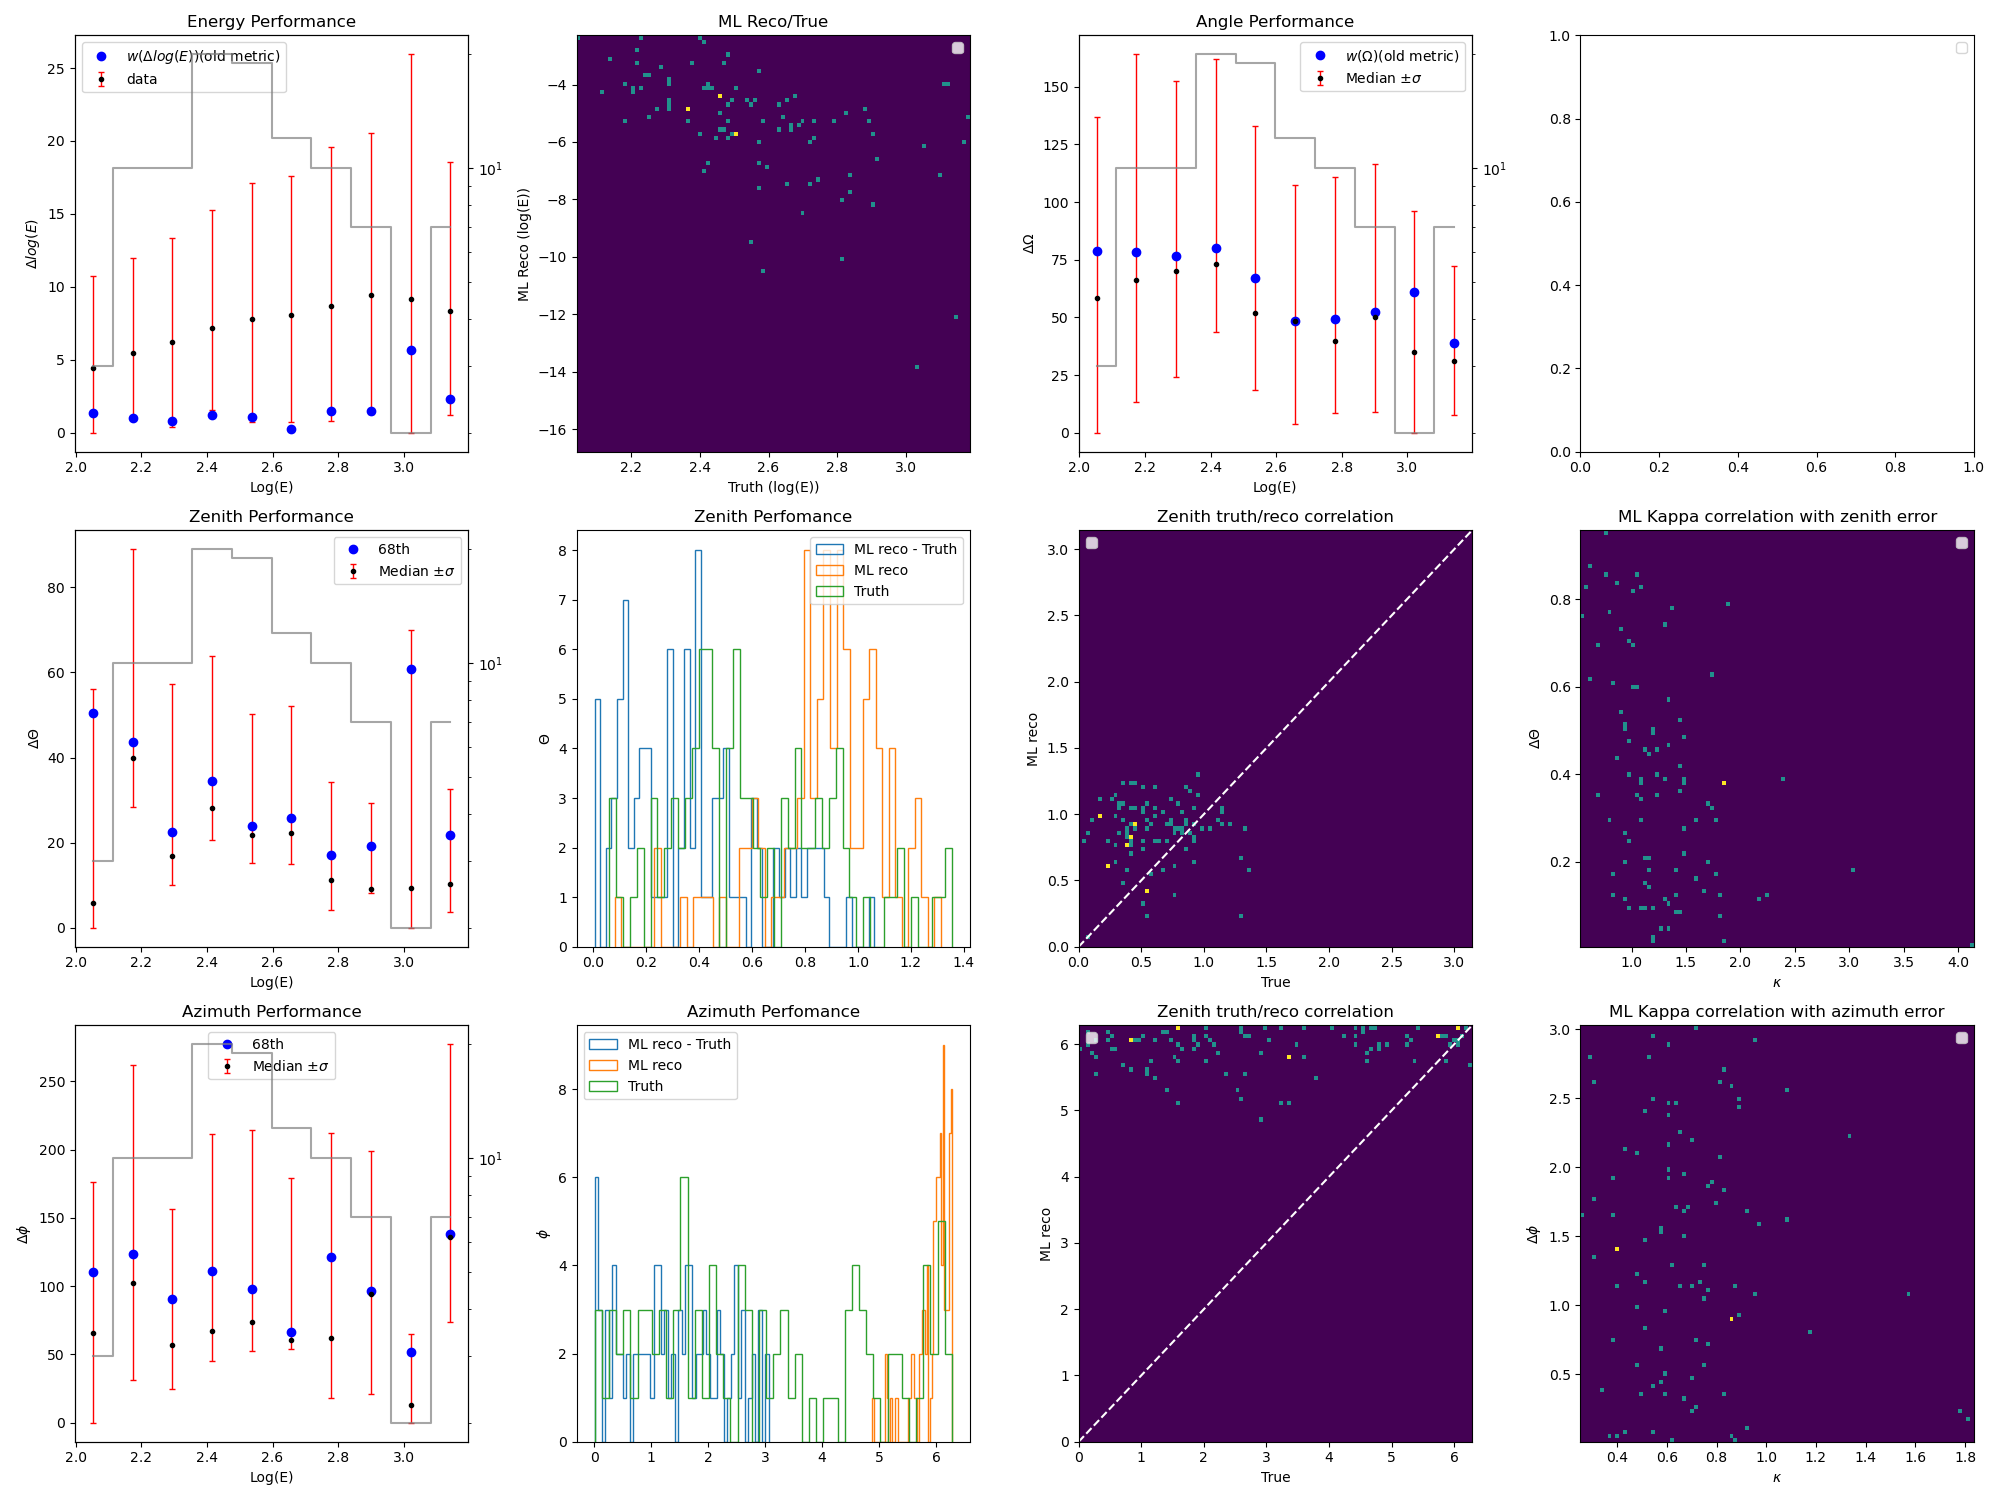 Energy Performance
w(Δlog(E))(old metric)
data
Δlog(E)
0
5
10
15
20
25
10¹
2.0 2.2 2.4 2.6 2.8 3.0
Log(E)
ML Reco/True
ML Reco (log(E))
−4
−6
−8
−10
−12
−14
−16
2.2 2.4 2.6 2.8 3.0
Truth (log(E))
Angle Performance
w(Ω)(old metric)
Median ±σ
ΔΩ
0
25
50
75
100
125
150
10¹
2.0 2.2 2.4 2.6 2.8 3.0
Log(E)
1.0
0.8
0.6
0.4
0.2
0.0
0.0 0.2 0.4 0.6 0.8 1.0
Zenith Performance
68th
Median ±σ
ΔΘ
0
20
40
60
80
10¹
2.0 2.2 2.4 2.6 2.8 3.0
Log(E)
Zenith Perfomance
ML reco - Truth
ML reco
Truth
Θ
0
1
2
3
4
5
6
7
8
0.0 0.2 0.4 0.6 0.8 1.0 1.2 1.4
Zenith truth/reco correlation
ML reco
3.0
2.5
2.0
1.5
1.0
0.5
0.0
0.0 0.5 1.0 1.5 2.0 2.5 3.0
True
ML Kappa correlation with zenith error
ΔΘ
0.8
0.6
0.4
0.2
1.0 1.5 2.0 2.5 3.0 3.5 4.0
κ
Azimuth Performance
68th
Median ±σ
Δϕ
0
50
100
150
200
250
10¹
2.0 2.2 2.4 2.6 2.8 3.0
Log(E)
Azimuth Perfomance
ML reco - Truth
ML reco
Truth
ϕ
0
2
4
6
8
0 1 2 3 4 5 6
Zenith truth/reco correlation
ML reco
6
5
4
3
2
1
0
0 1 2 3 4 5 6
True
ML Kappa correlation with azimuth error
Δϕ
3.0
2.5
2.0
1.5
1.0
0.5
0.4 0.6 0.8 1.0 1.2 1.4 1.6 1.8
κ